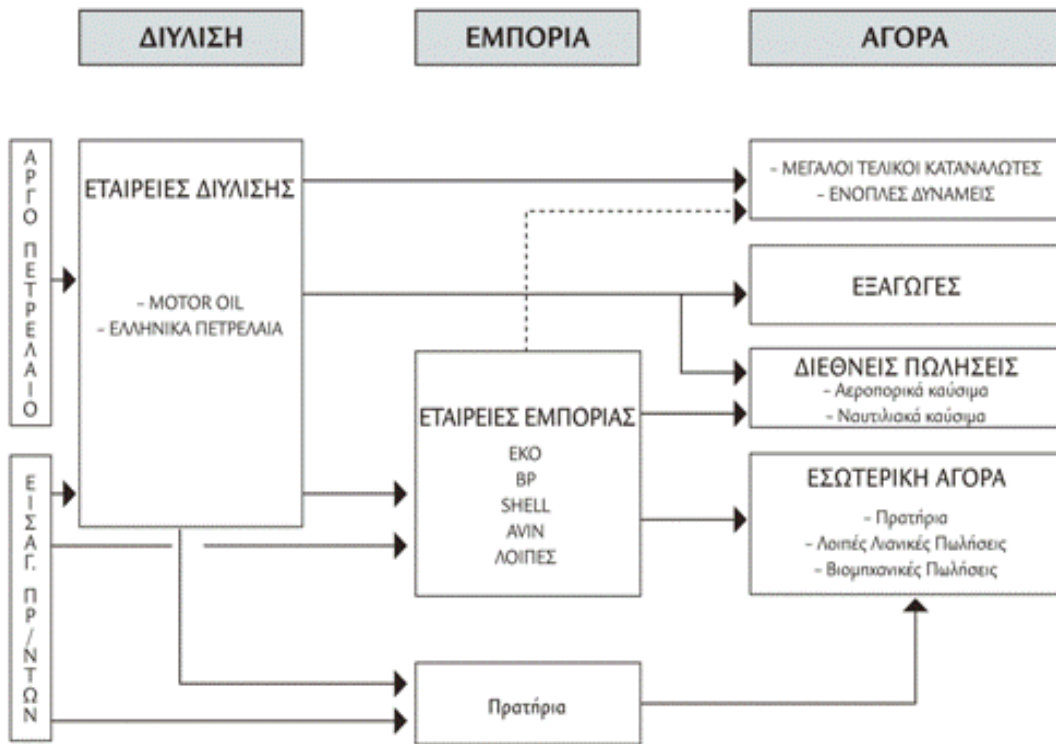 ΔΙΥΛΙΣΗ
ΕΜΠΟΡΙΑ
ΑΓΟΡΑ
ΑΡΓΟ ΠΕΤΡΕΛΑΙΟ
ΕΤΑΙΡΕΙΕΣ ΔΙΥΛΙΣΗΣ
– MOTOR OIL
– ΕΛΛΗΝΙΚΑ ΠΕΤΡΕΛΑΙΑ
– ΜΕΓΑΛΟΙ ΤΕΛΙΚΟΙ ΚΑΤΑΝΑΛΩΤΕΣ
– ΕΝΟΠΛΕΣ ΔΥΝΑΜΕΙΣ
ΕΞΑΓΩΓΕΣ
ΔΙΕΘΝΕΙΣ ΠΩΛΗΣΕΙΣ
– Αεροπορικά καύσιμα
– Ναυτιλιακά καύσιμα
ΕΤΑΙΡΕΙΕΣ ΕΜΠΟΡΙΑΣ
ΕΚΟ
BP
SHELL
AVIN
ΛΟΙΠΕΣ
ΕΙΣΑΓ. ΠΡ/ΝΤΩΝ
ΕΣΩΤΕΡΙΚΗ ΑΓΟΡΑ
– Πρατήρια
– Λοιπές Λιανικές Πωλήσεις
– Βιομηχανικές Πωλήσεις
Πρατήρια